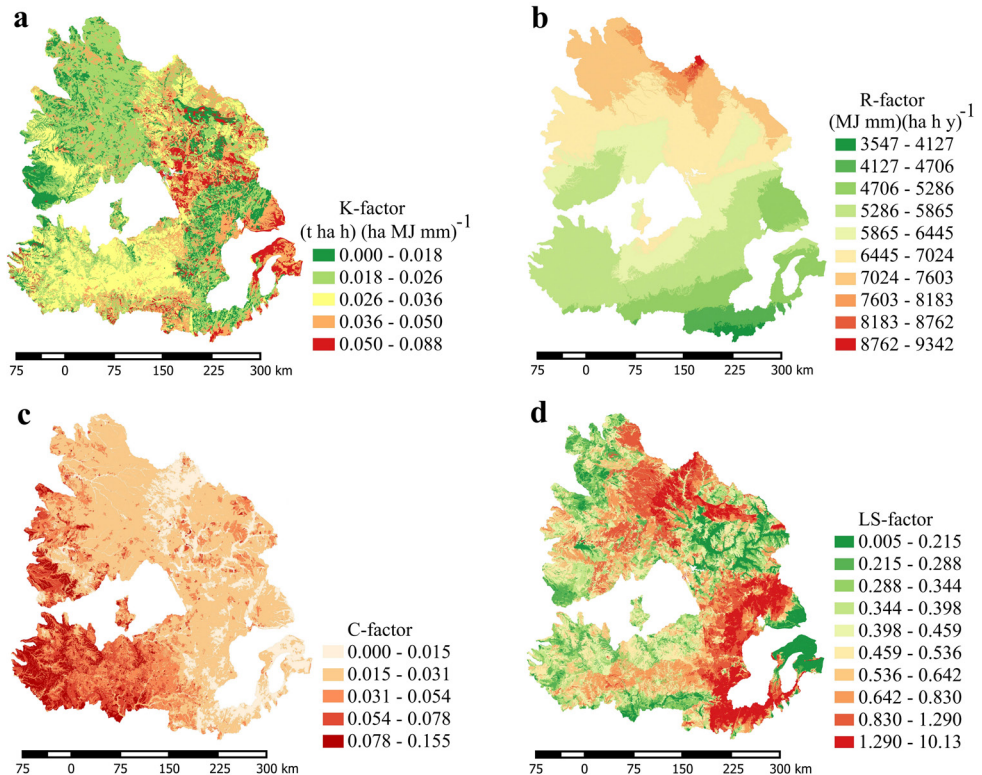 a
K-factor
(t ha h) (ha MJ mm)⁻¹
0.000 - 0.018
0.018 - 0.026
0.026 - 0.036
0.036 - 0.050
0.050 - 0.088
75 0 75 150 225 300 km
b
R-factor
(MJ mm)(ha h y)⁻¹
3547 - 4127
4127 - 4706
4706 - 5286
5286 - 5865
5865 - 6445
6445 - 7024
7024 - 7603
7603 - 8183
8183 - 8762
8762 - 9342
75 0 75 150 225 300 km
c
C-factor
0.000 - 0.015
0.015 - 0.031
0.031 - 0.054
0.054 - 0.078
0.078 - 0.155
75 0 75 150 225 300 km
d
LS-factor
0.005 - 0.215
0.215 - 0.288
0.288 - 0.344
0.344 - 0.398
0.398 - 0.459
0.459 - 0.536
0.536 - 0.642
0.642 - 0.830
0.830 - 1.290
1.290 - 10.13
75 0 75 150 225 300 km